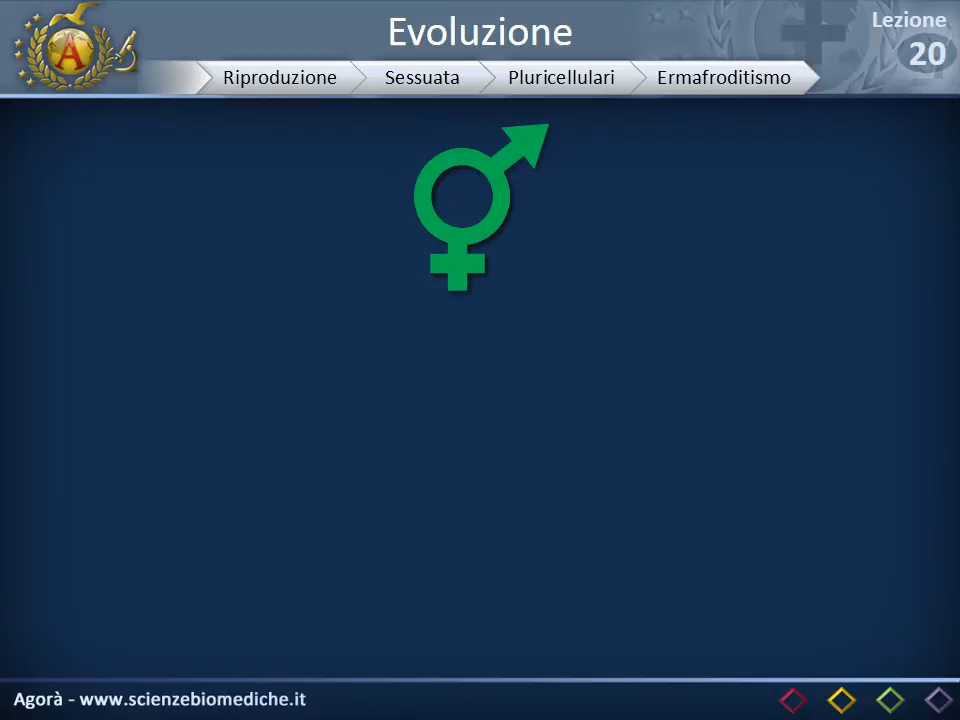 Evoluzione
Lezione
20
Riproduzione
Sessuata
Pluricellulari
Ermafroditismo
A
Agorà - www.scienzebiomediche.it